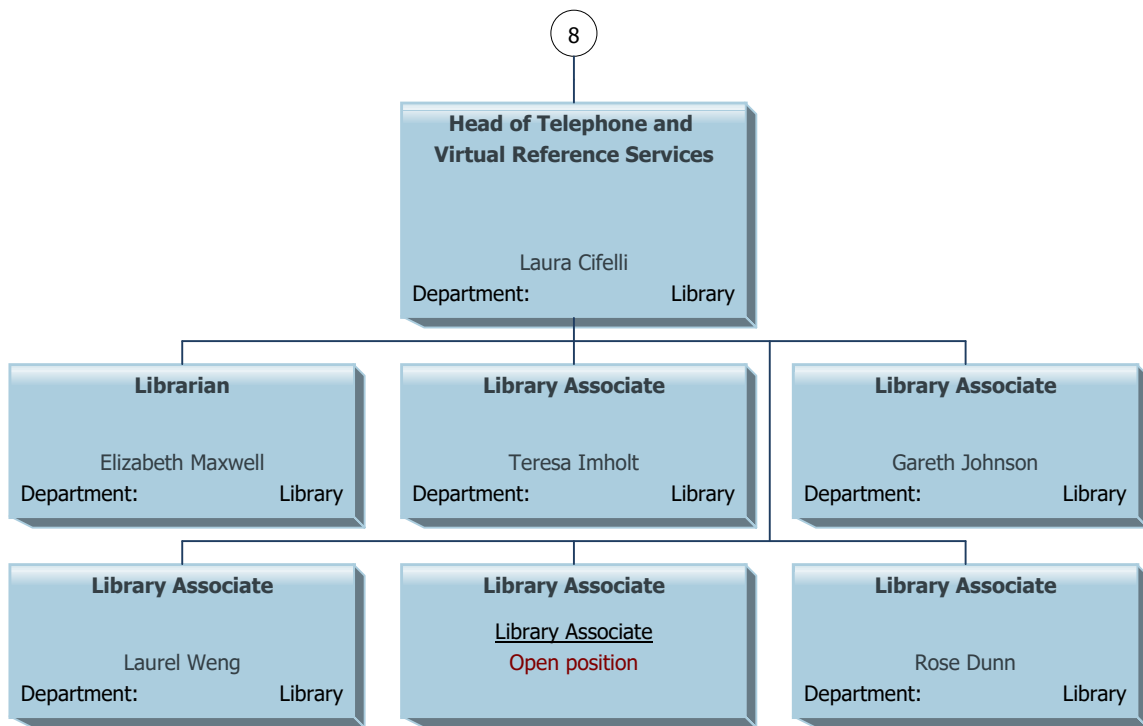 8
Head of Telephone and
Virtual Reference Services
Laura Cifelli
Department: Library
Librarian
Elizabeth Maxwell
Department: Library
Library Associate
Teresa Imholt
Department: Library
Library Associate
Gareth Johnson
Department: Library
Library Associate
Laurel Weng
Department: Library
Library Associate
Library Associate
Open position
Library Associate
Rose Dunn
Department: Library